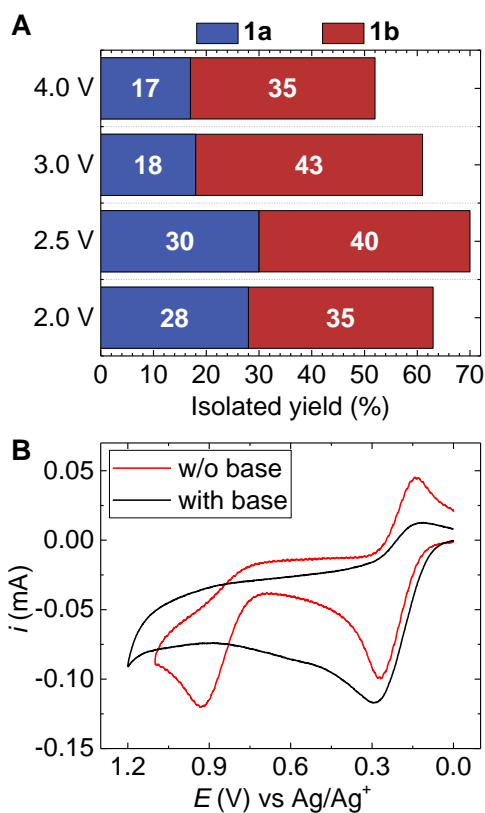 A
1a 1b
4.0 V 17 35
3.0 V 18 43
2.5 V 30 40
2.0 V 28 35
0 10 20 30 40 50 60 70
Isolated yield (%)
B
w/o base
with base
0.05
0.00
-0.05
-0.10
-0.15
i (mA)
1.2 0.9 0.6 0.3 0.0
E (V) vs Ag/Ag⁺